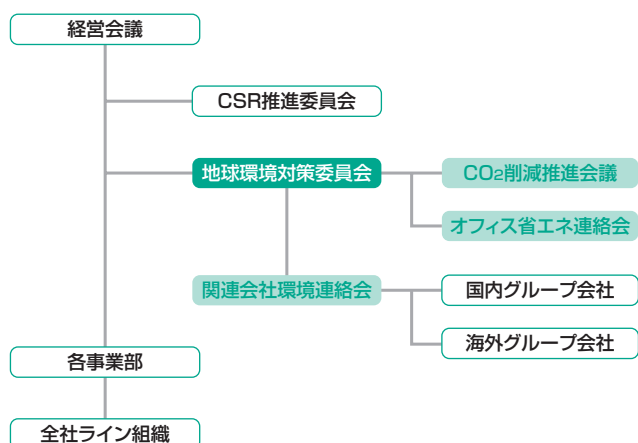 経営会議
CSR推進委員会
地球環境対策委員会
CO2削減推進会議
オフィス省エネ連絡会
関連会社環境連絡会
国内グループ会社
海外グループ会社
各事業部
全社ライン組織